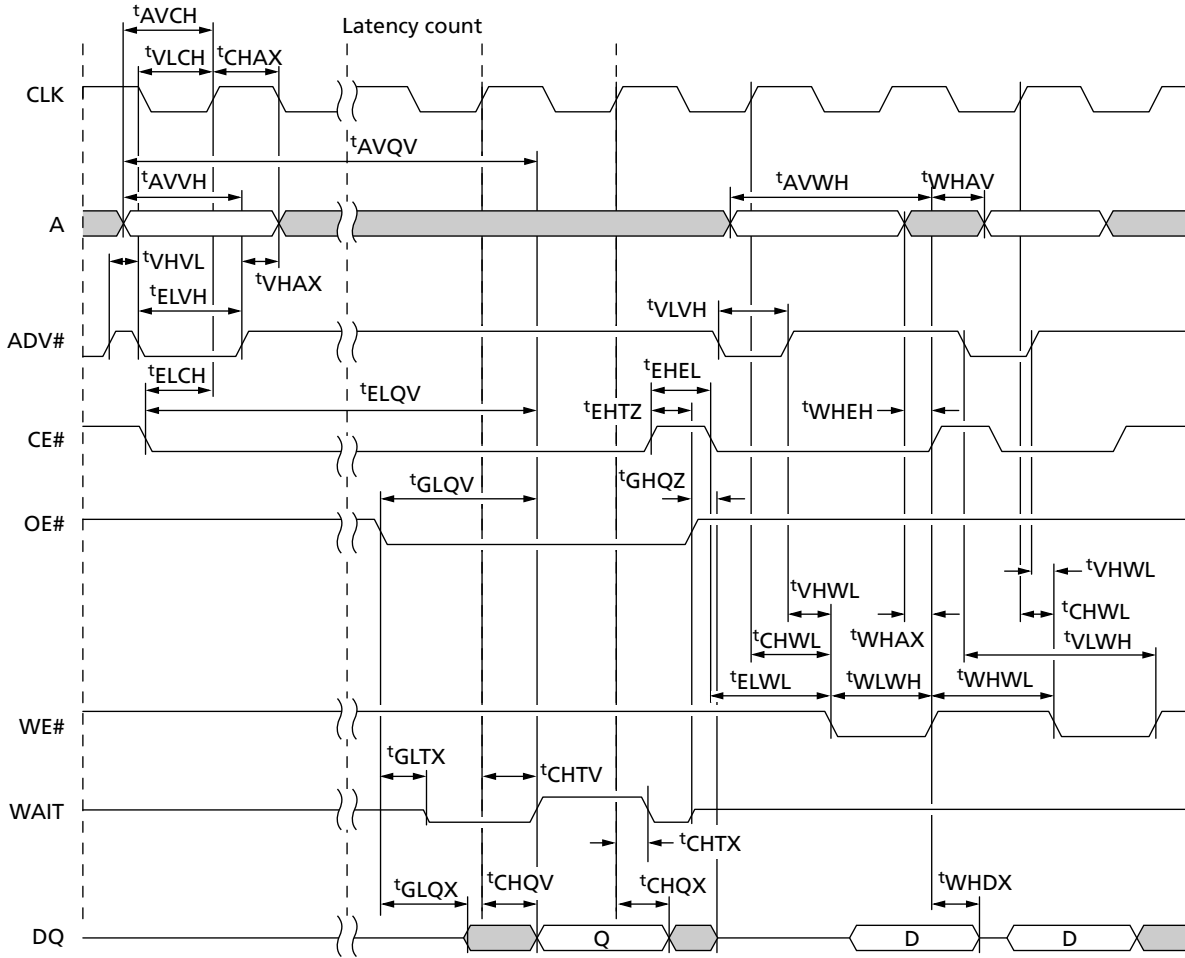 tAVCH
Latency count
tVLCH tCHAX
CLK
tAVQV
tAVVH tAVWH tWHAV
A
tVHVL tVHAX
tELVH tVLVH
ADV#
tELCH tEHEL
tELQV
tEHTZ tWHEH
CE#
tGLQV tGHQZ
OE#
tVHWL
tVHWL
tCHWL
tCHWL tWHAX tVLWH
tELWL tWLWH tWHWL
WE#
tGLTX tCHTV
WAIT
tCHTX
tGLQX tCHQV tCHQX tWHDX
DQ Q D D